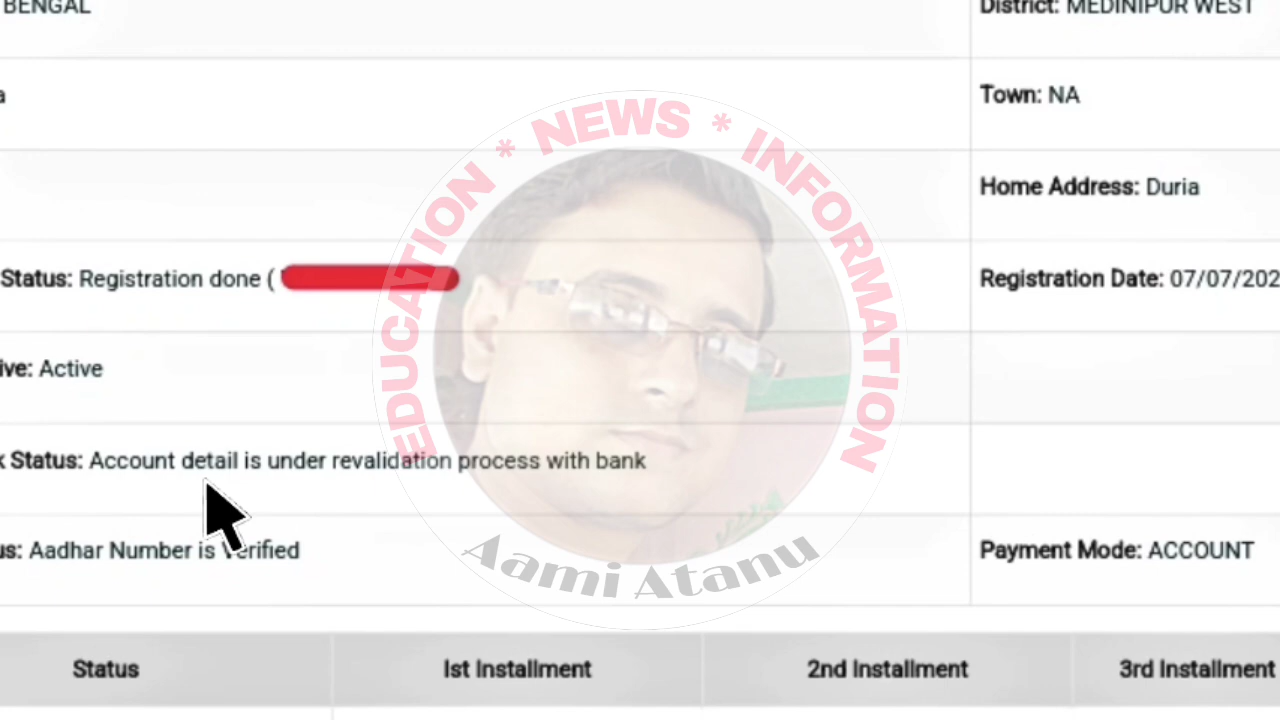 BENGAL
District: MEDINIPUR WEST
a
Town: NA
Home Address: Duria
Status: Registration done (
Registration Date: 07/07/202
ive: Active
k Status: Account detail is under revalidation process with bank
us: Aadhar Number is Verified
Payment Mode: ACCOUNT
Status
Ist Installment
2nd Installment
3rd Installment
EDUCATION * NEWS * INFORMATION
Aami Atanu